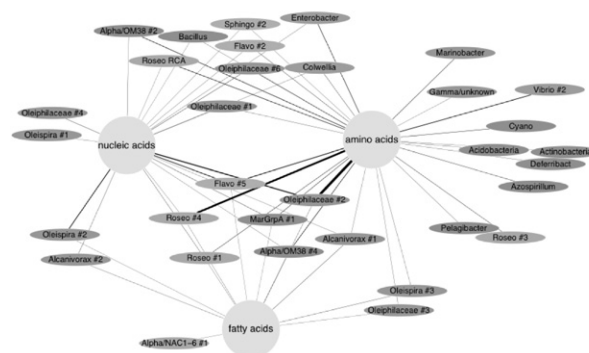 Sphingo #2
Enterobacter
Alpha/OM38 #2
Bacillus
Flavo #2
Marinobacter
Roseo RCA
Oleiphilaceae #6
Colwellia
Gamma/unknown
Vibrio #2
Oleiphilaceae #4
Oleiphilaceae #1
Cyano
Oleispira #1
nucleic acids
amino acids
Acidobacteria
Actinobacteria
Deferribact
Flavo #5
Azospirillum
Oleiphilaceae #2
Roseo #4
MarGrpA #1
Pelagibacter
Oleispira #2
Alcanivorax #1
Roseo #3
Alpha/OM38 #4
Alcanivorax #2
Roseo #1
Oleispira #3
Oleiphilaceae #3
fatty acids
Alpha/NAC1-6 #1